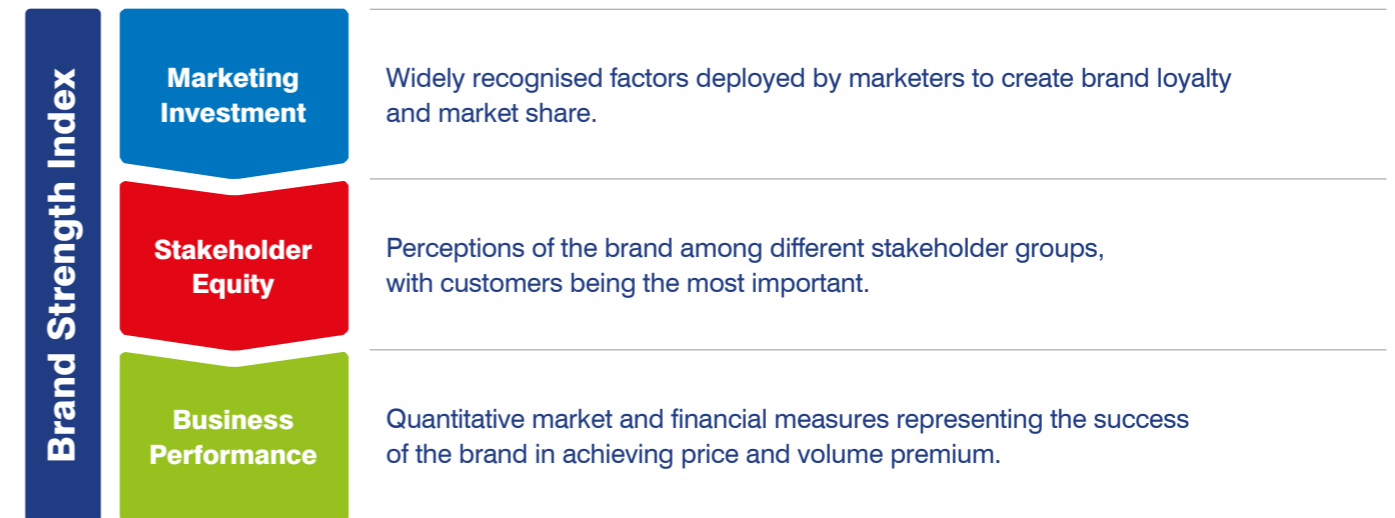 Brand Strength Index
Marketing
Investment
Widely recognised factors deployed by marketers to create brand loyalty
and market share.
Stakeholder
Equity
Perceptions of the brand among different stakeholder groups,
with customers being the most important.
Business
Performance
Quantitative market and financial measures representing the success
of the brand in achieving price and volume premium.